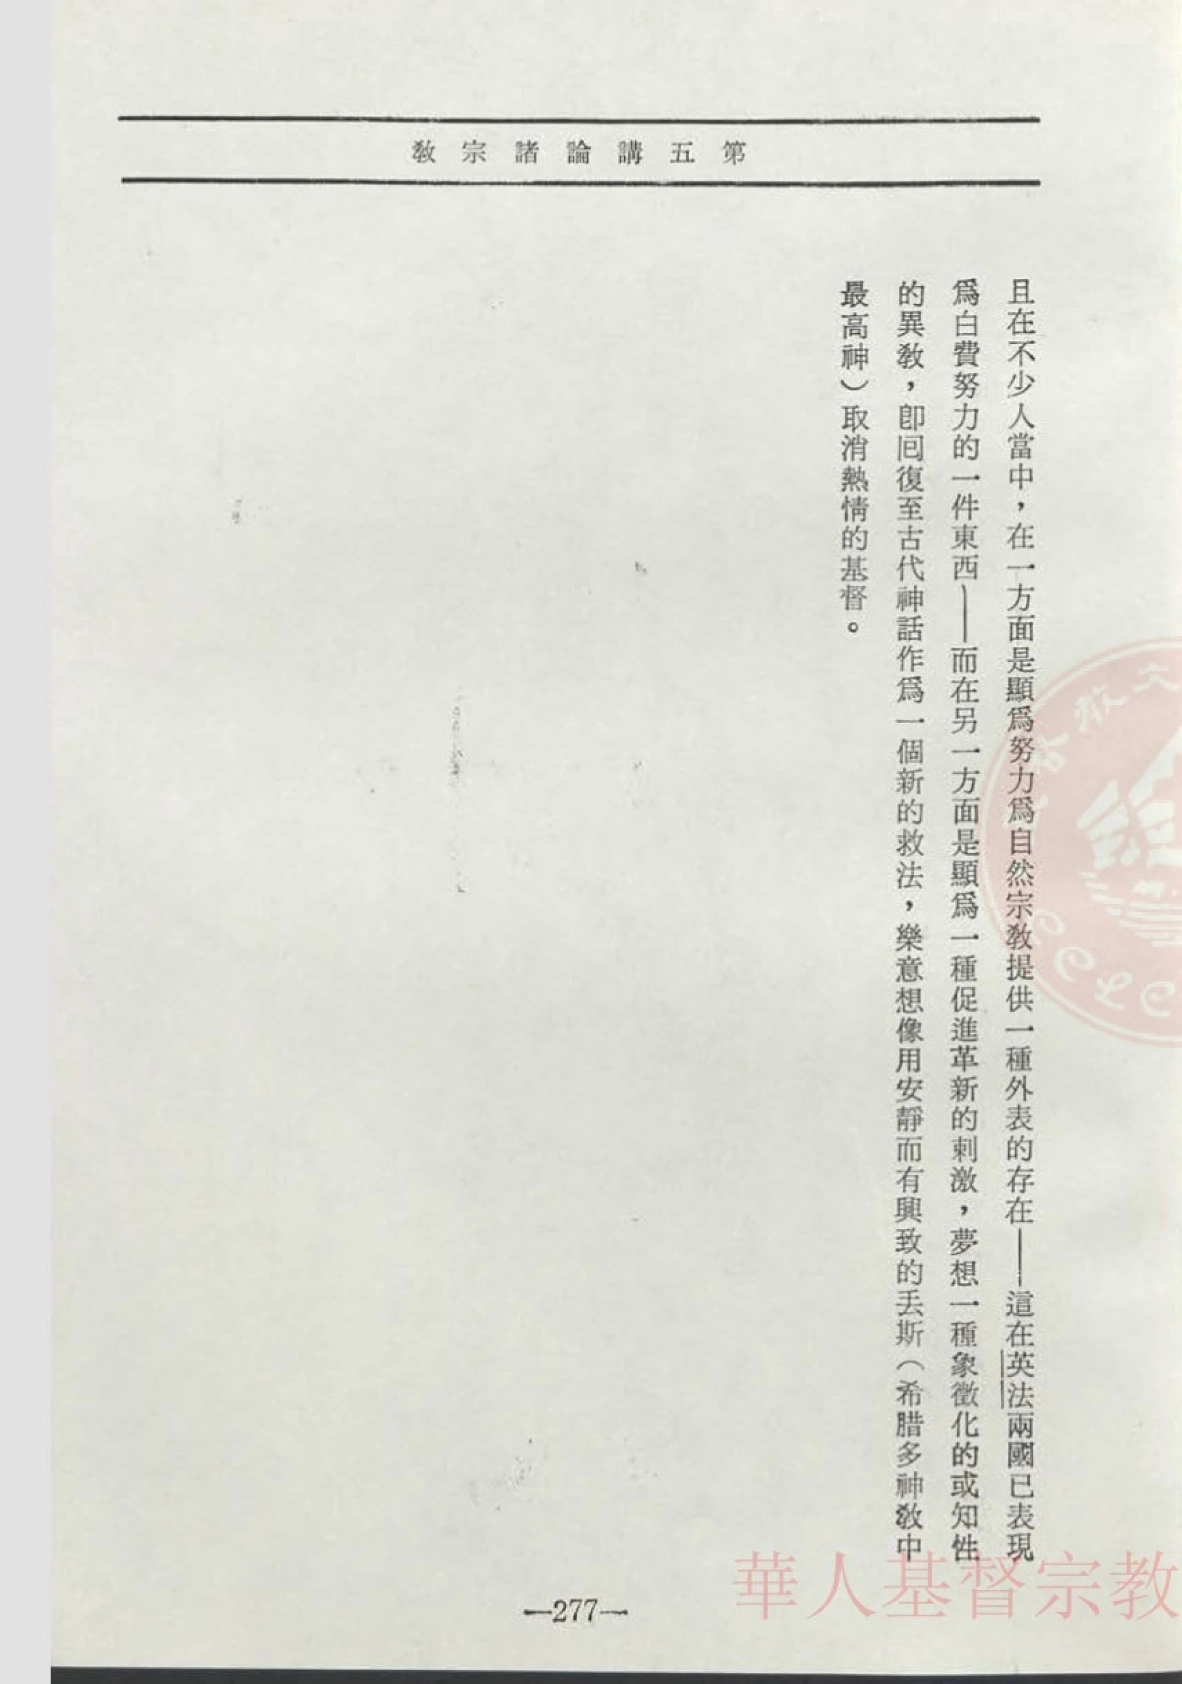 第五講論諸宗教
且在不少人當中，在一方面是顯爲努力爲自然宗教提供一種外表的存在——這在英法兩國已表現
爲白費努力的一件東西——而在另一方面是顯爲一種促進革新的刺激，夢想一種象徵化的或知性
的異教，卽囘復至古代神話作爲一個新的救法，樂意想像用安靜而有興致的丢斯（希腊多神教中
最高神）取消熱情的基督。
—277—
華人基督宗教